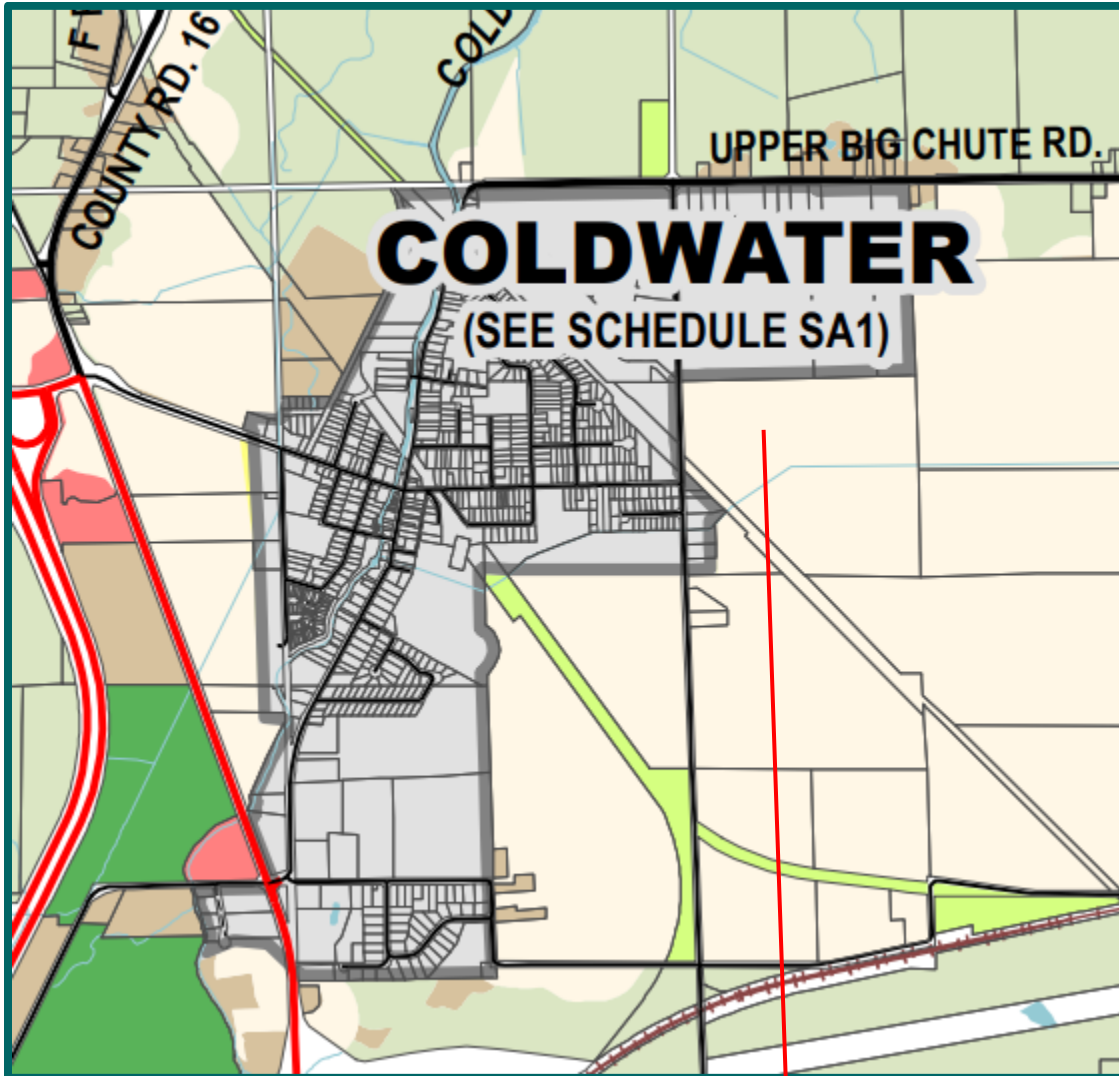 COUNTY RD. 16
UPPER BIG CHUTE RD.
COLDWATER
(SEE SCHEDULE SA1)